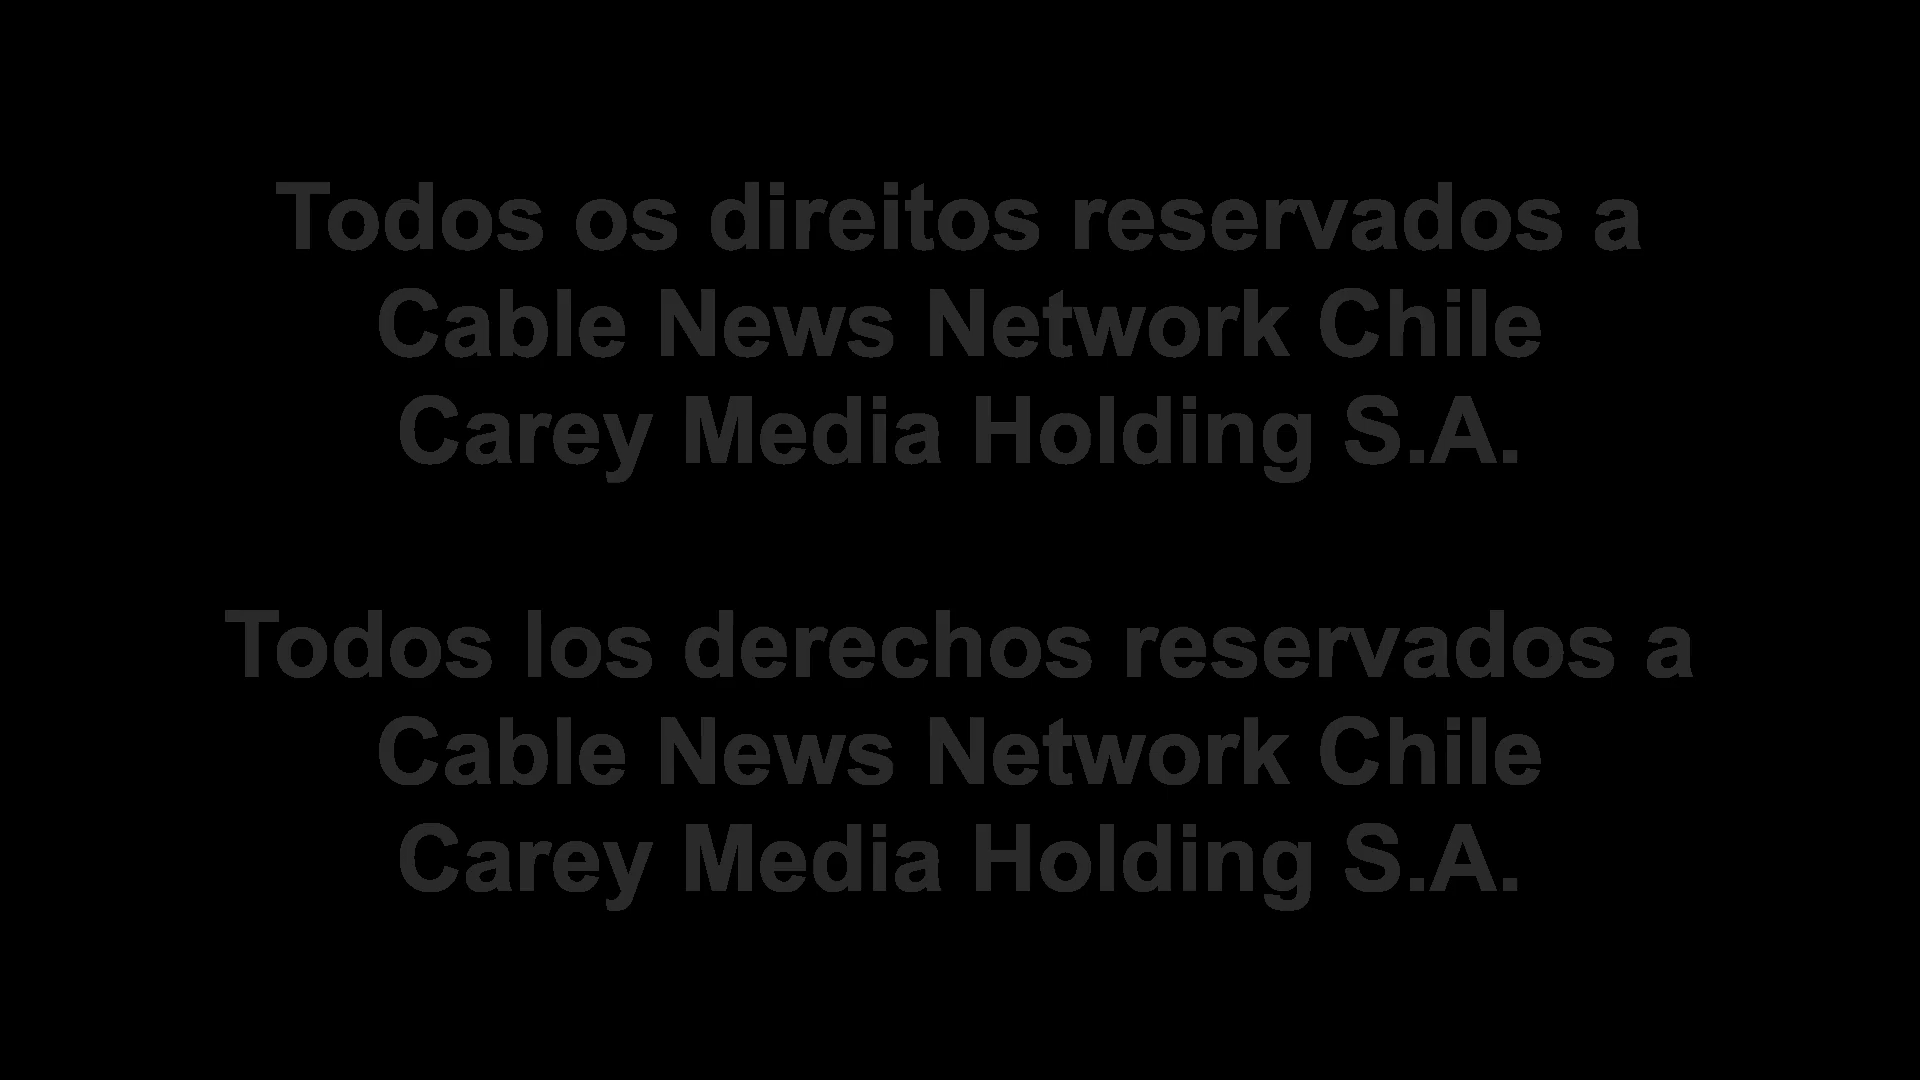 Todos os direitos reservados a
Cable News Network Chile
Carey Media Holding S.A.
Todos los derechos reservados a
Cable News Network Chile
Carey Media Holding S.A.